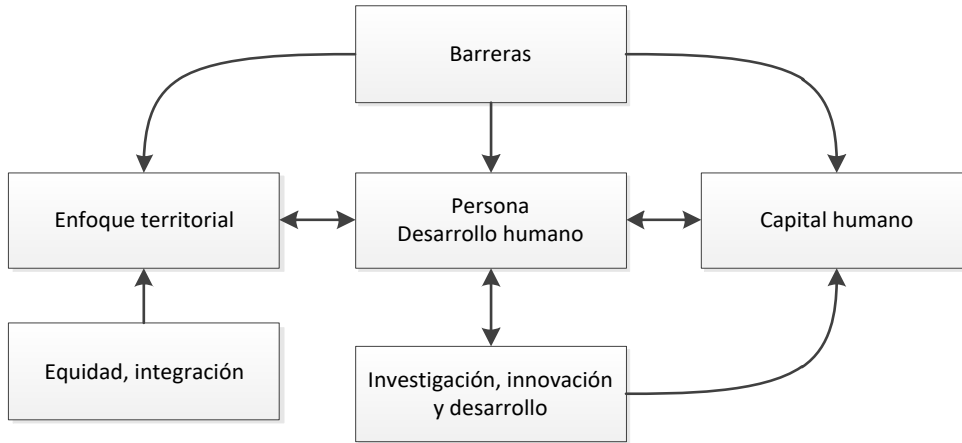 Barreras
Enfoque territorial
Persona
Desarrollo humano
Capital humano
Equidad, integración
Investigación, innovación
y desarrollo